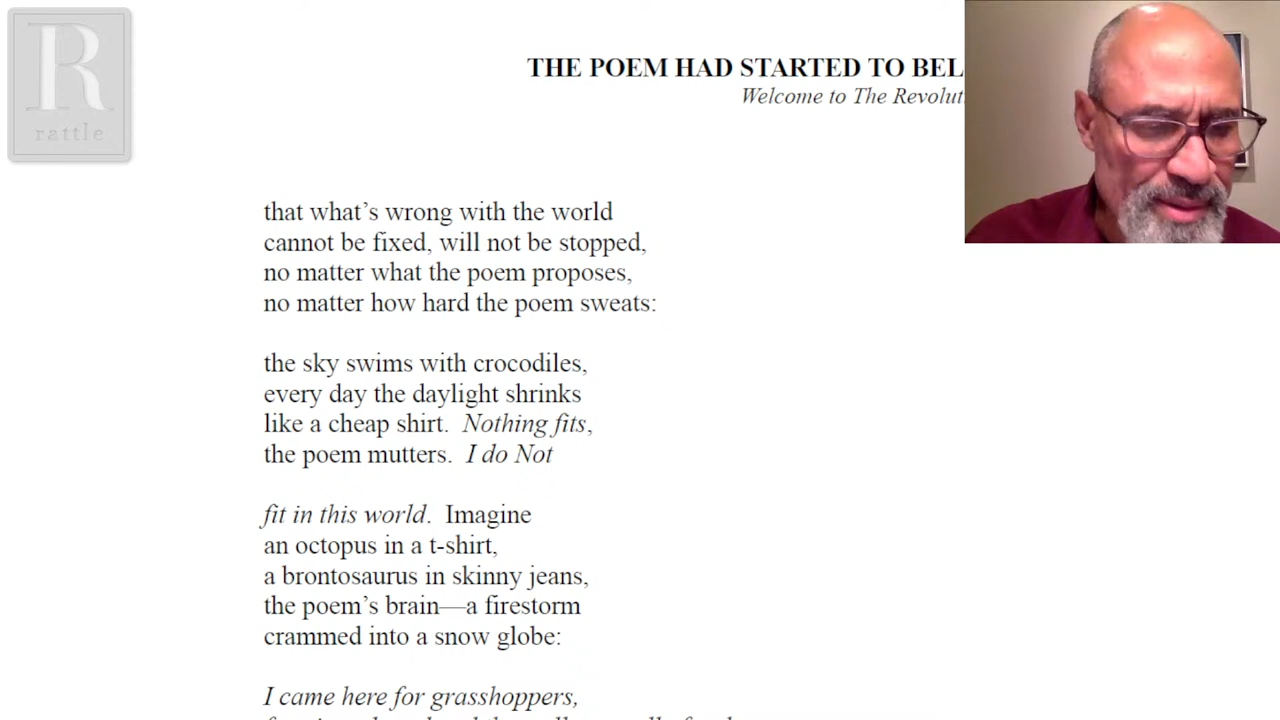 R
rattle
THE POEM HAD STARTED TO BEL
Welcome to The Revolut
that what's wrong with the world
cannot be fixed, will not be stopped,
no matter what the poem proposes,
no matter how hard the poem sweats:
the sky swims with crocodiles,
every day the daylight shrinks
like a cheap shirt. Nothing fits,
the poem mutters. I do Not
fit in this world. Imagine
an octopus in a t-shirt,
a brontosaurus in skinny jeans,
the poem's brain—a firestorm
crammed into a snow globe:
I came here for grasshoppers,